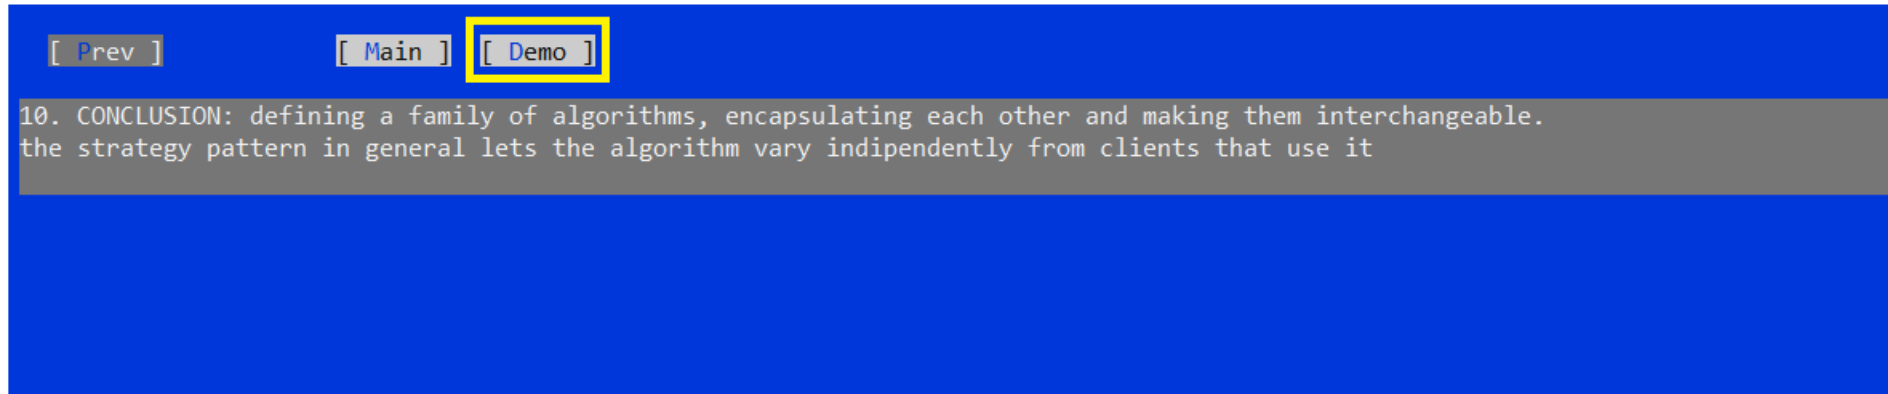 [ Prev ] [ Main ] [ Demo ]
10. CONCLUSION: defining a family of algorithms, encapsulating each other and making them interchangeable.
the strategy pattern in general lets the algorithm vary indipendently from clients that use it